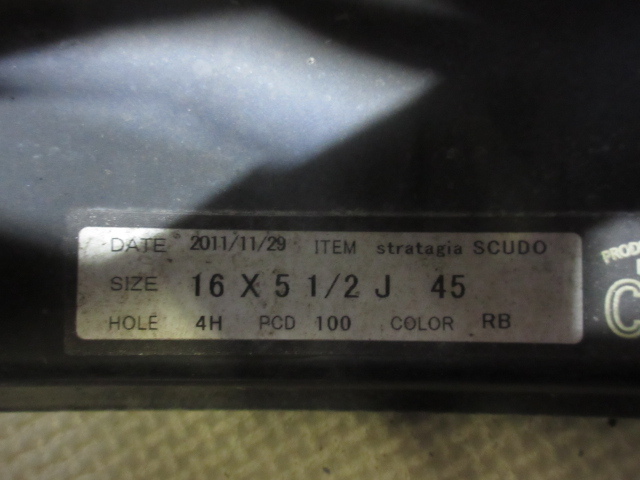 DATE 2011/11/29 ITEM stratagia SCUDO
SIZE 16 X 5 1/2 J 45
HOLE 4H PCD 100 COLOR RB